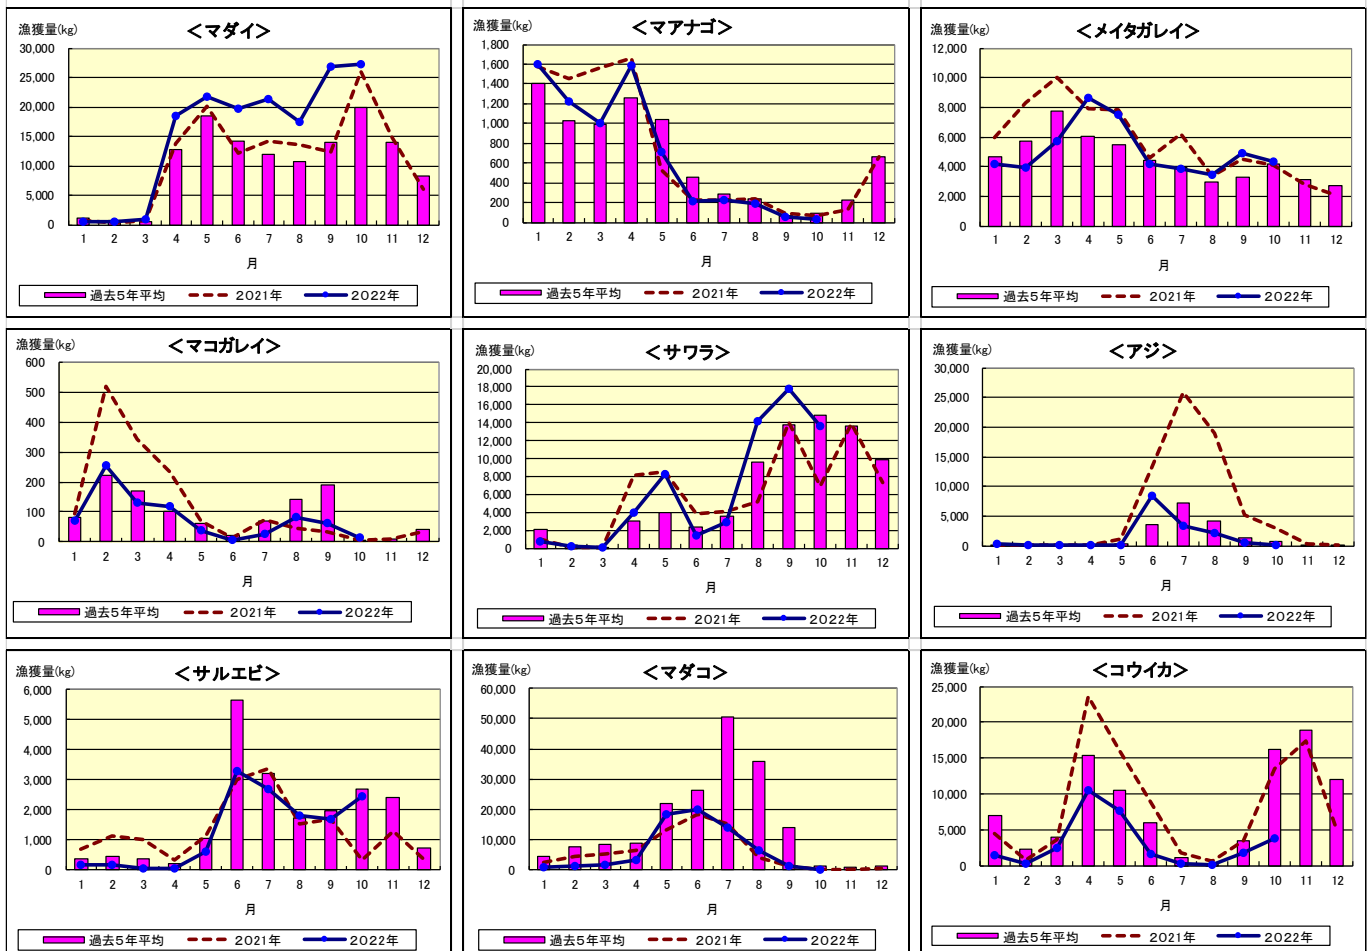 漁獲量(kg)
＜マダイ＞
30,000
25,000
20,000
15,000
10,000
5,000
0
1 2 3 4 5 6 7 8 9 10 11 12
月
過去5年平均 2021年 2022年
漁獲量(kg)
＜マアナゴ＞
1,800
1,600
1,400
1,200
1,000
800
600
400
200
0
1 2 3 4 5 6 7 8 9 10 11 12
月
過去5年平均 2021年 2022年
漁獲量(kg)
＜メイタガレイ＞
12,000
10,000
8,000
6,000
4,000
2,000
0
1 2 3 4 5 6 7 8 9 10 11 12
月
過去5年平均 2021年 2022年
漁獲量(kg)
＜マコガレイ＞
600
500
400
300
200
100
0
1 2 3 4 5 6 7 8 9 10 11 12
月
過去5年平均 2021年 2022年
漁獲量(kg)
＜サワラ＞
20,000
18,000
16,000
14,000
12,000
10,000
8,000
6,000
4,000
2,000
0
1 2 3 4 5 6 7 8 9 10 11 12
月
過去5年平均 2021年 2022年
漁獲量(kg)
＜アジ＞
30,000
25,000
20,000
15,000
10,000
5,000
0
1 2 3 4 5 6 7 8 9 10 11 12
月
過去5年平均 2021年 2022年
漁獲量(kg)
＜サルエビ＞
6,000
5,000
4,000
3,000
2,000
1,000
0
1 2 3 4 5 6 7 8 9 10 11 12
月
過去5年平均 2021年 2022年
漁獲量(kg)
＜マダコ＞
60,000
50,000
40,000
30,000
20,000
10,000
0
1 2 3 4 5 6 7 8 9 10 11 12
月
過去5年平均 2021年 2022年
漁獲量(kg)
＜コウイカ＞
25,000
20,000
15,000
10,000
5,000
0
1 2 3 4 5 6 7 8 9 10 11 12
月
過去5年平均 2021年 2022年